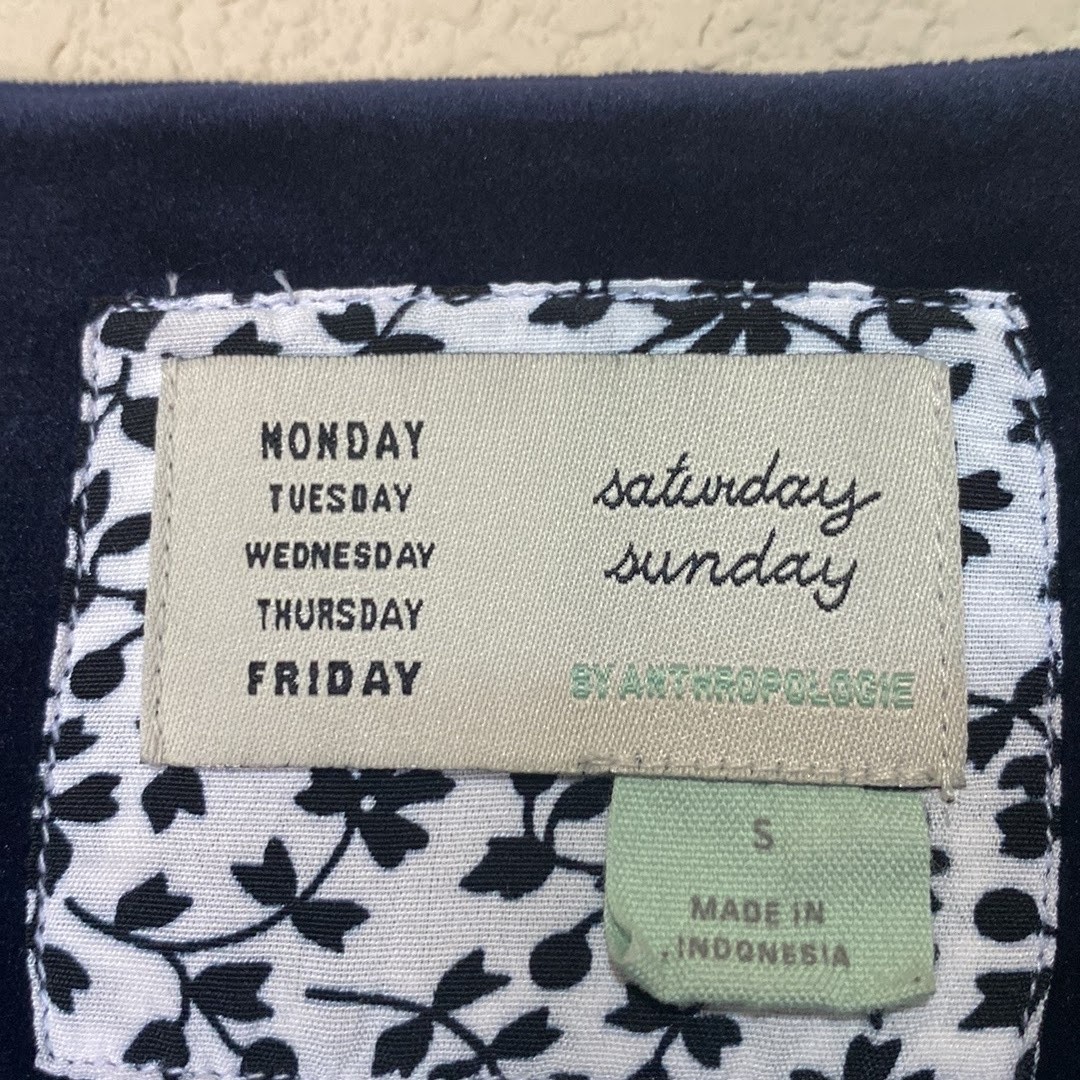 MONDAY
TUESDAY
WEDNESDAY
THURSDAY
FRIDAY
saturday
sunday
BY ANTHROPOLOGIE
S
MADE IN
INDONESIA